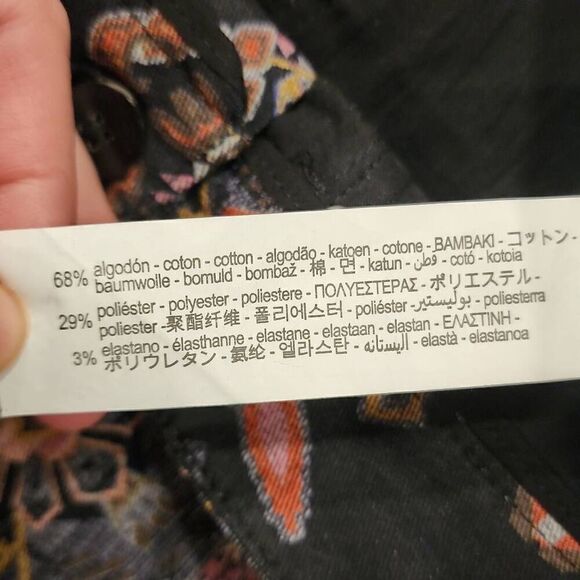 68% algodón - coton - cotton - algodão - katoen - cotone - BAMBAKI - コットン -
baumwolle - bomuld - bombaž - 棉 - 면 - katun - قطن - cotó - kotoia
29% poliéster - polyester - poliestere - ΠΟΛΥΕΣΤΕΡΑΣ - ポリエステル -
poliester - 聚酯纤维 - 폴리에스터 - poliéster - بوليستير - poliesterra
3% elastano - élasthanne - elastane - elastaan - elastan - ΕΛΑΣΤΙΝΗ -
ポリウレタン - 氨纶 - 엘라스탄 - اليستانه - elastà - elastanoa